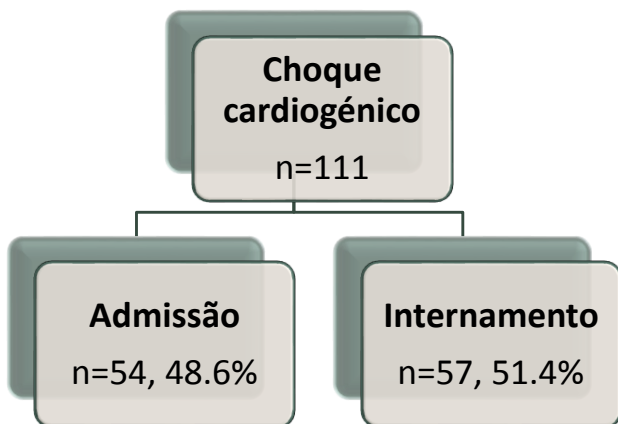 Choque
cardiogénico
n=111
Admissão
n=54, 48.6%
Internamento
n=57, 51.4%